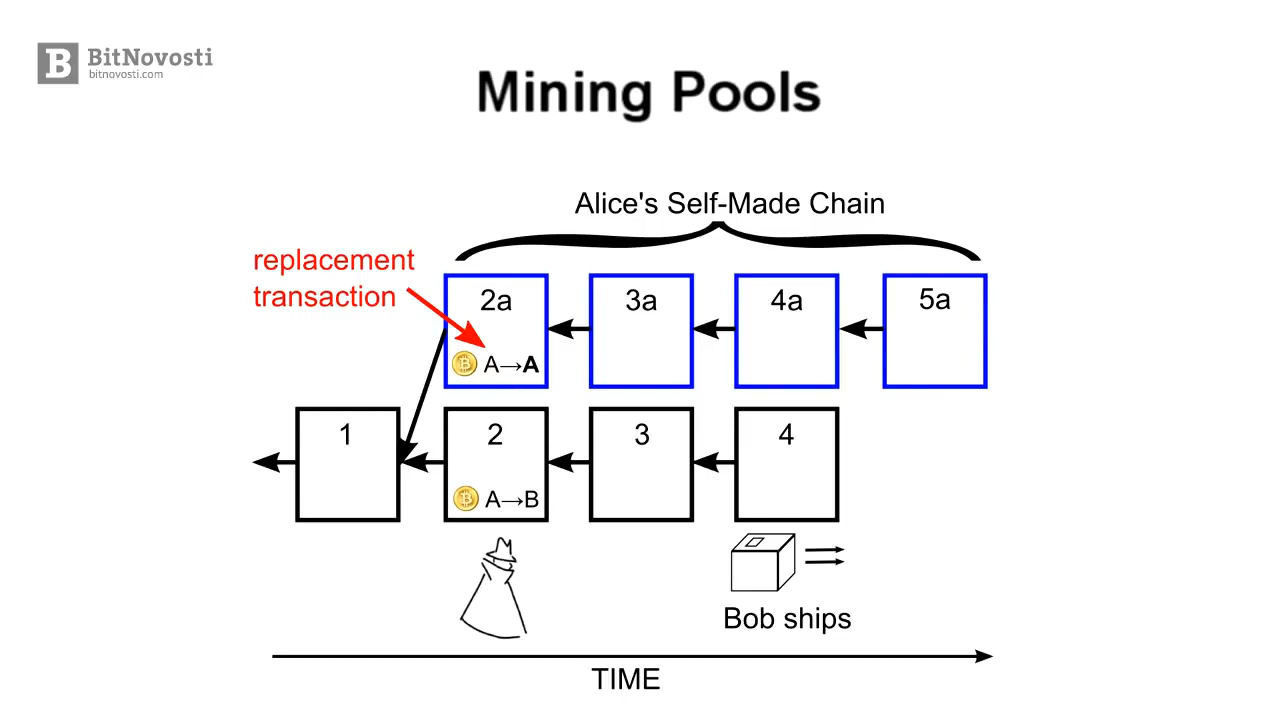 BitNovosti
bitnovosti.com
Mining Pools
Alice's Self-Made Chain
replacement
transaction
2a
3a
4a
5a
A→A
1
2
3
4
A→B
Bob ships
TIME